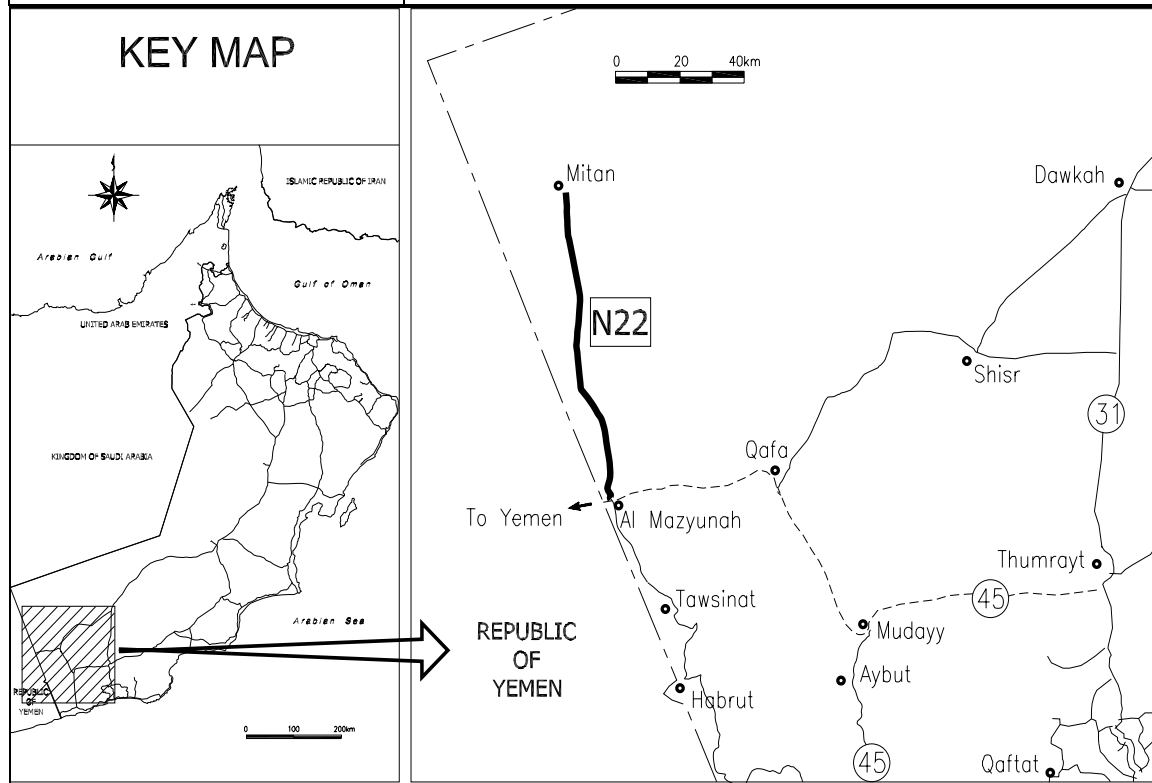 KEY MAP
ISLAMIC REPUBLIC OF IRAN
Arabian Gulf
Gulf of Oman
UNITED ARAB EMIRATES
KINGDOM OF SAUDI ARABIA
Arabian Sea
REPUBLIC
OF
YEMEN
0 100 200km
0 20 40km
Mitan
Dawkah
N22
Shisr
31
Qafa
To Yemen
Al Mazyunah
Thumrayt
Tawsinat
45
Mudayy
REPUBLIC
OF
YEMEN
Aybut
Habrut
45
Qaftat